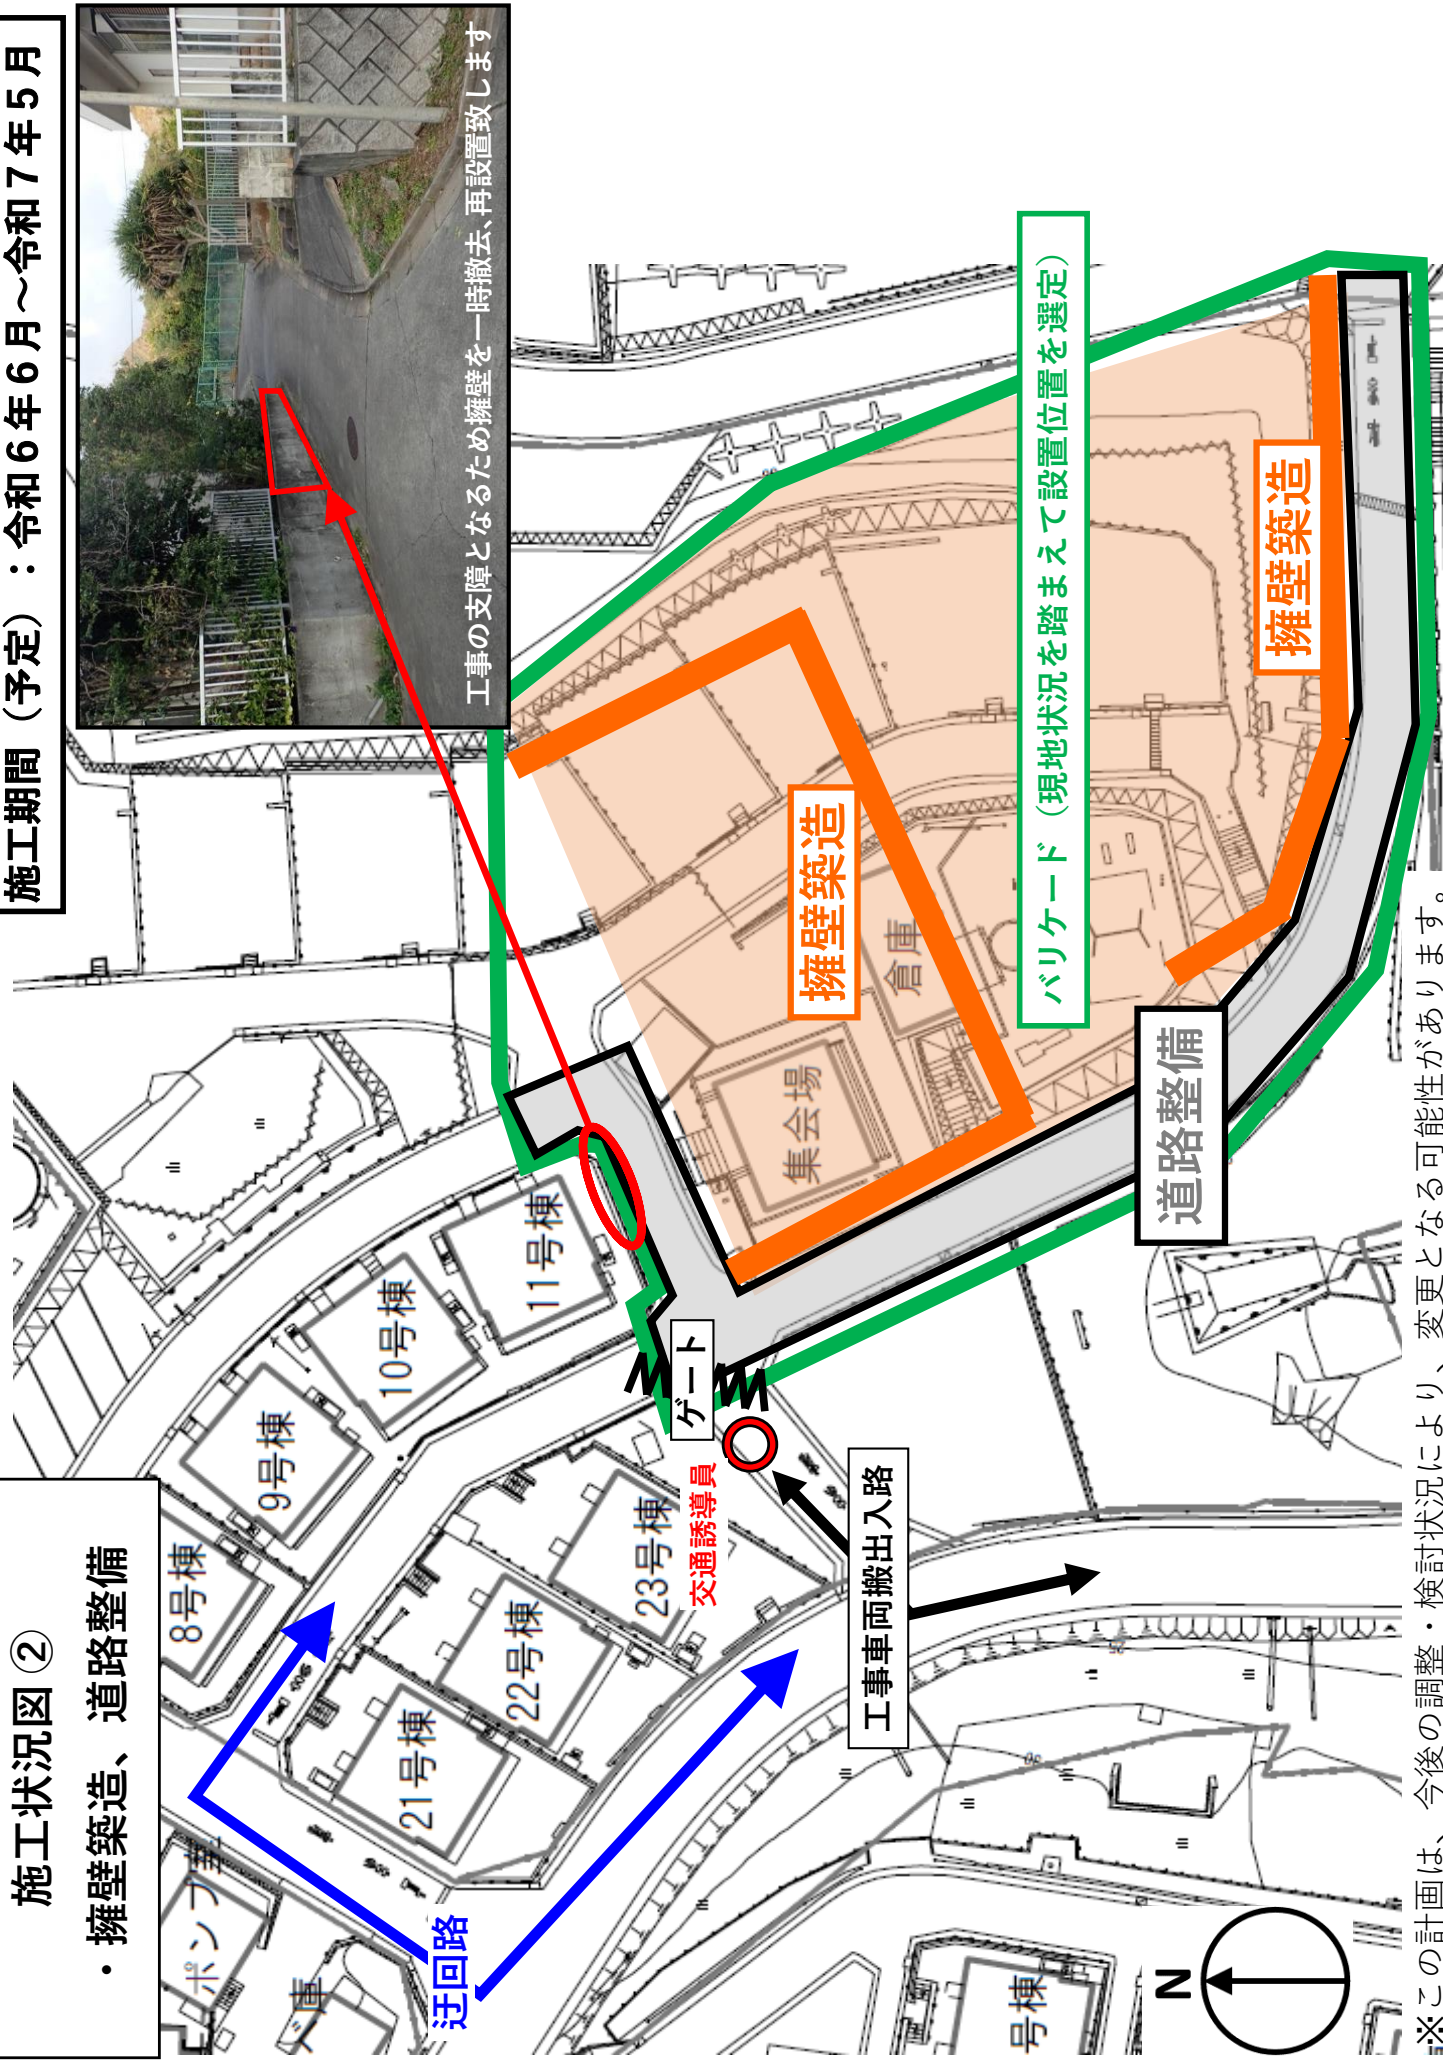 施工状況図②
・擁壁築造、道路整備
施工期間（予定）：令和６年６月～令和７年５月
工事の支障となるため擁壁を一時撤去、再設置致します
ポンプ室
庫
8号棟
9号棟
10号棟
11号棟
21号棟
22号棟
23号棟
号棟
迂回路
交通誘導員
ゲート
工事車両搬出入路
集会場
倉庫
擁壁築造
擁壁築造
道路整備
バリケード（現地状況を踏まえて設置位置を選定）
N
※この計画は、今後の調整・検討状況により、変更となる可能性があります。